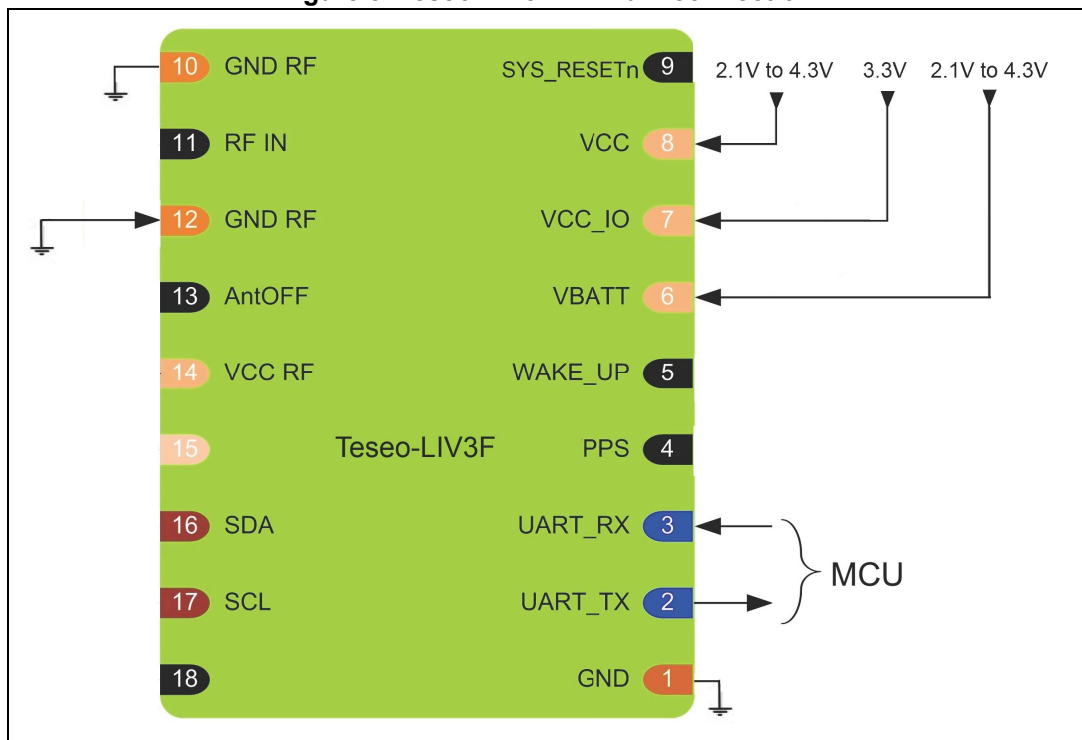 10 GND RF
SYS_RESETn 9
2.1V to 4.3V 3.3V 2.1V to 4.3V
11 RF IN
VCC 8
12 GND RF
VCC_IO 7
13 AntOFF
VBATT 6
14 VCC RF
WAKE_UP 5
15
Teseo-LIV3F
PPS 4
16 SDA
UART_RX 3
MCU
17 SCL
UART_TX 2
18
GND 1